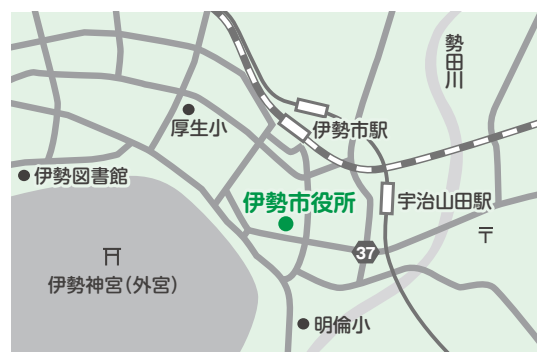 勢田川
厚生小
伊勢市駅
伊勢図書館
伊勢市役所
宇治山田駅
〒
37
伊勢神宮(外宮)
明倫小